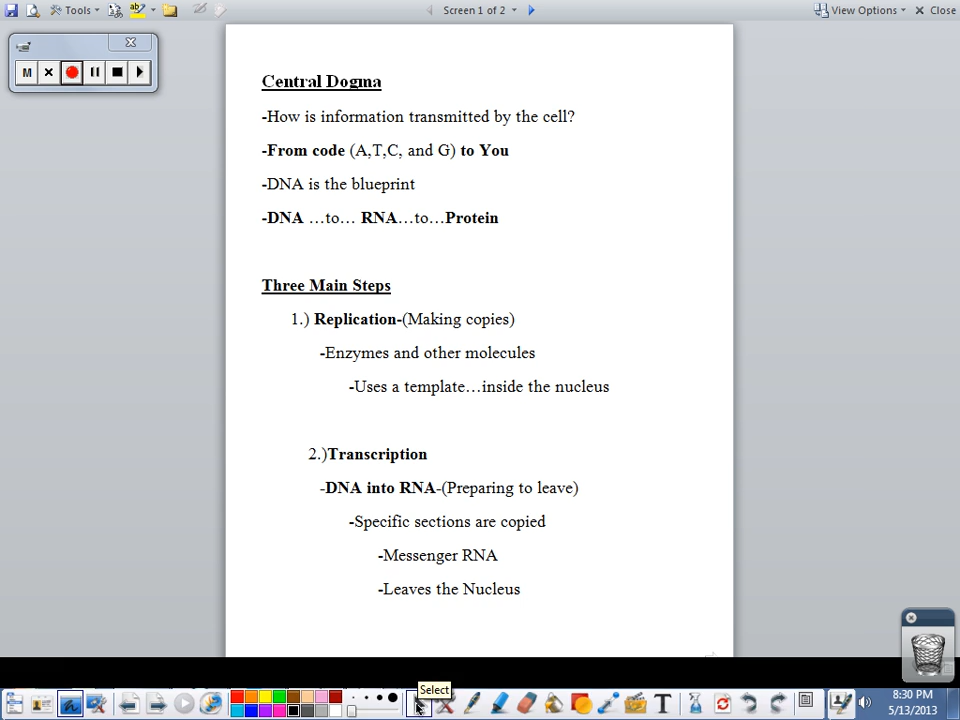 Tools
Screen 1 of 2
View Options
Close
M
Central Dogma
-How is information transmitted by the cell?
-From code (A,T,C, and G) to You
-DNA is the blueprint
-DNA …to… RNA…to…Protein
Three Main Steps
1.) Replication-(Making copies)
-Enzymes and other molecules
-Uses a template…inside the nucleus
2.)Transcription
-DNA into RNA-(Preparing to leave)
-Specific sections are copied
-Messenger RNA
-Leaves the Nucleus
Select
T
8:30 PM
5/13/2013